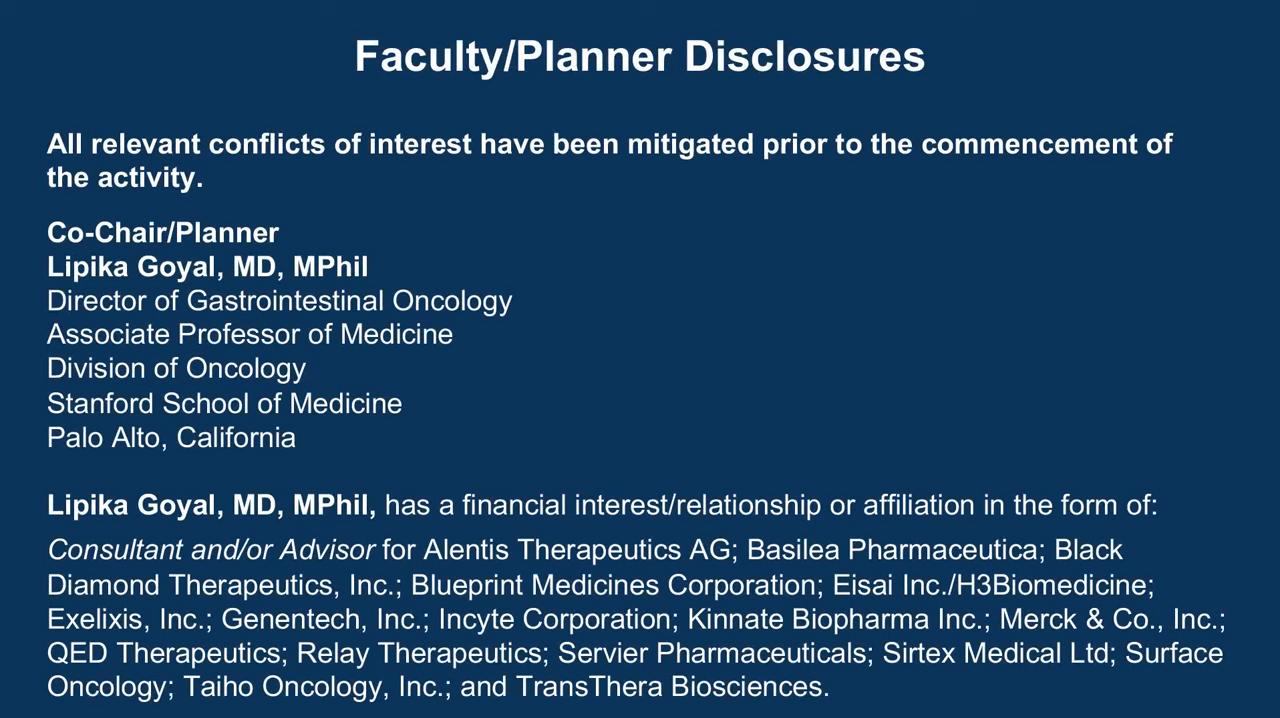 Faculty/Planner Disclosures
All relevant conflicts of interest have been mitigated prior to the commencement of
the activity.
Co-Chair/Planner
Lipika Goyal, MD, MPhil
Director of Gastrointestinal Oncology
Associate Professor of Medicine
Division of Oncology
Stanford School of Medicine
Palo Alto, California
Lipika Goyal, MD, MPhil, has a financial interest/relationship or affiliation in the form of:
Consultant and/or Advisor for Alentis Therapeutics AG; Basilea Pharmaceutica; Black
Diamond Therapeutics, Inc.; Blueprint Medicines Corporation; Eisai Inc./H3Biomedicine;
Exelixis, Inc.; Genentech, Inc.; Incyte Corporation; Kinnate Biopharma Inc.; Merck & Co., Inc.;
QED Therapeutics; Relay Therapeutics; Servier Pharmaceuticals; Sirtex Medical Ltd; Surface
Oncology; Taiho Oncology, Inc.; and TransThera Biosciences.